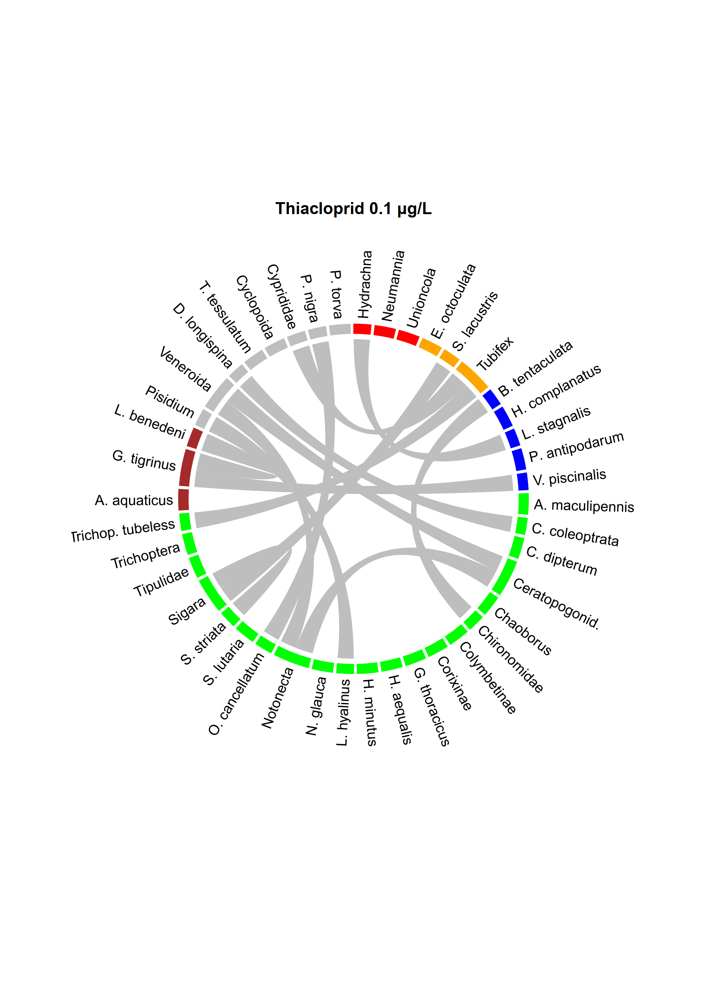 Thiacloprid 0.1 µg/L
Hydrachna
Neumannia
Unioncola
E. octoculata
S. lacustris
Tubifex
B. tentaculata
H. complanatus
L. stagnalis
P. antipodarum
V. piscinalis
A. maculipennis
C. coleoptrata
C. dipterum
Ceratopogonid.
Chaoborus
Chironomidae
Colymbetinae
Corixinae
G. thoracicus
H. aequalis
H. minutus
L. hyalinus
N. glauca
Notonecta
O. cancellatum
S. lutaria
S. striata
Sigara
Tipulidae
Trichoptera
Trichop. tubeless
A. aquaticus
G. tigrinus
L. benedeni
Pisidium
Veneroida
D. longispina
T. tessulatum
Cyclopoida
Cyprididae
P. nigra
P. torva